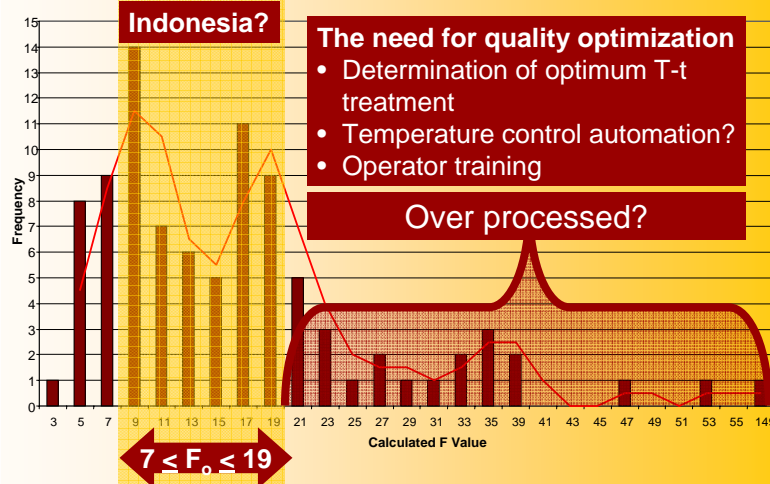 Indonesia?
The need for quality optimization
• Determination of optimum T-t
treatment
• Temperature control automation?
• Operator training
Over processed?
Frequency
15
14
13
12
11
10
9
8
7
6
5
4
3
2
1
0
3 5 7 9 11 13 15 17 19 21 23 25 27 29 31 33 35 39 41 43 45 47 49 51 53 55 149
Calculated F Value
7 ≤ Fₒ ≤ 19